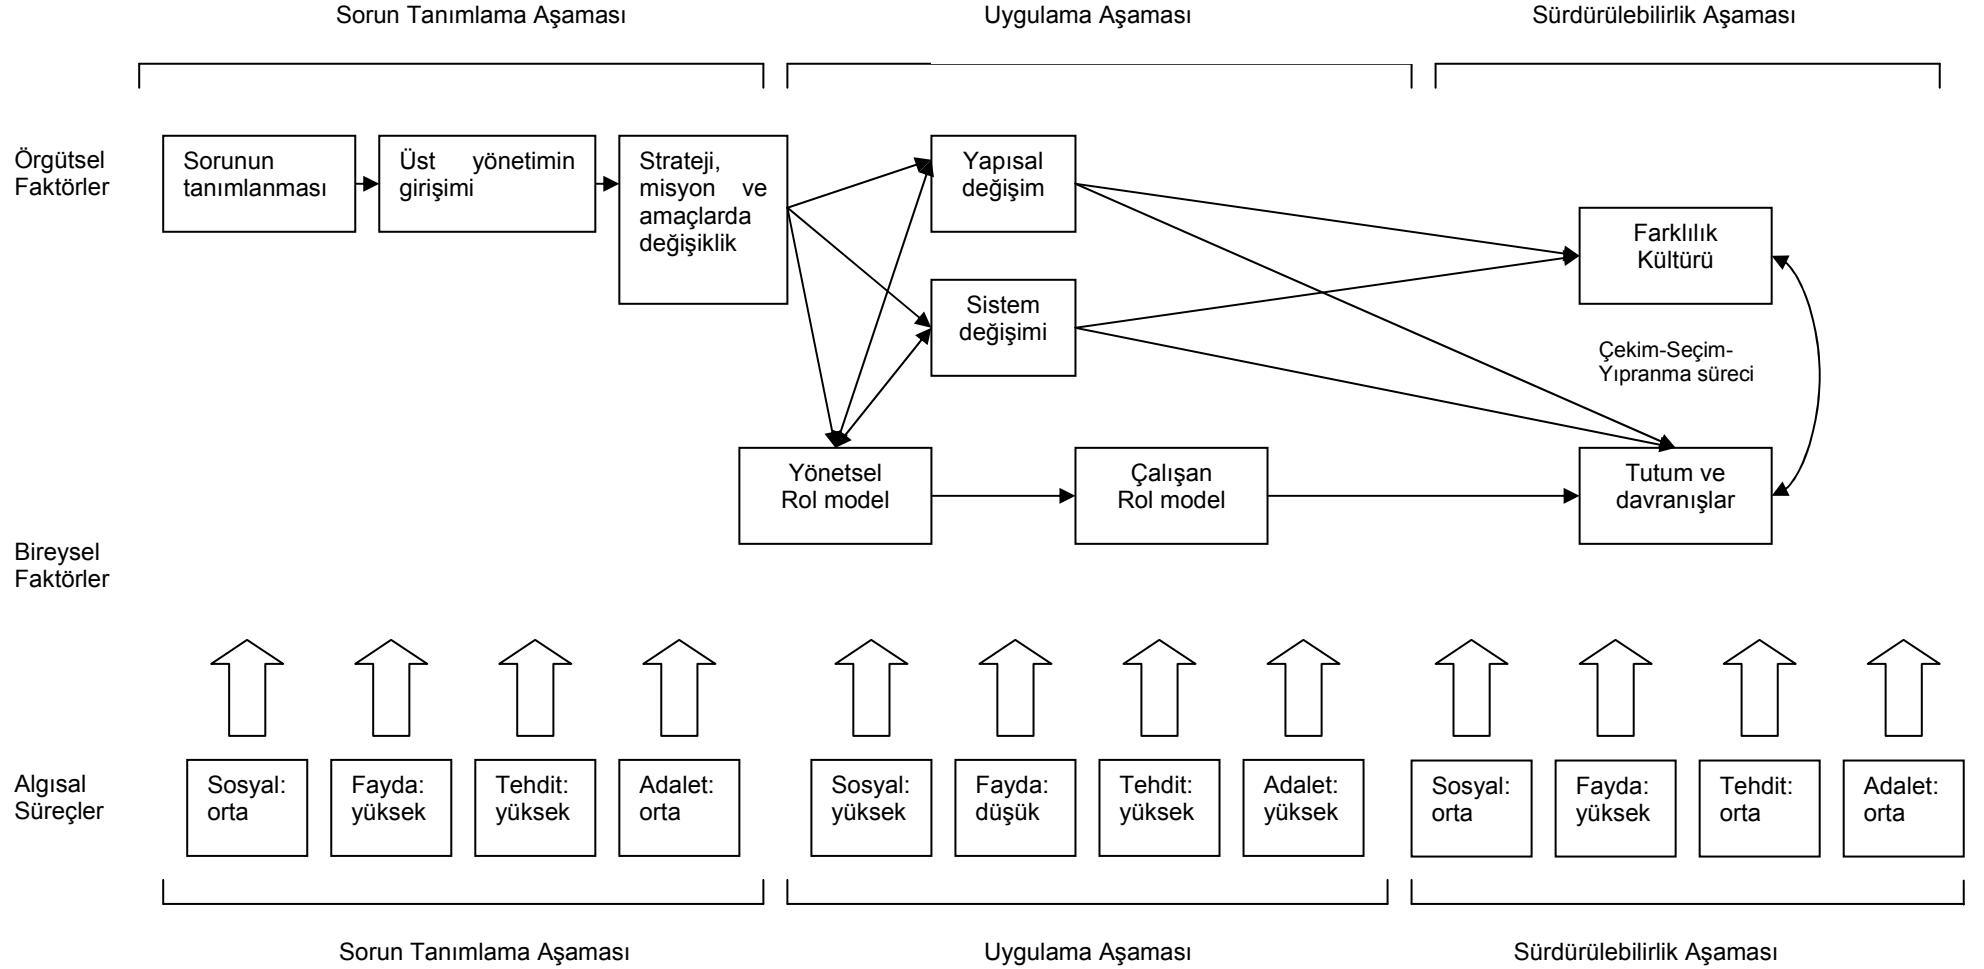 Sorun Tanımlama Aşaması
Uygulama Aşaması
Sürdürülebilirlik Aşaması
Örgütsel
Faktörler
Sorunun
tanımlanması
Üst yönetimin
girişimi
Strateji,
misyon ve
amaçlarda
değişiklik
Yapısal
değişim
Farklılık
Kültürü
Sistem
değişimi
Çekim-Seçim-
Yıpranma süreci
Yönetsel
Rol model
Çalışan
Rol model
Tutum ve
davranışlar
Bireysel
Faktörler
Algısal
Süreçler
Sosyal:
orta
Fayda:
yüksek
Tehdit:
yüksek
Adalet:
orta
Sosyal:
yüksek
Fayda:
düşük
Tehdit:
yüksek
Adalet:
yüksek
Sosyal:
orta
Fayda:
yüksek
Tehdit:
orta
Adalet:
orta
Sorun Tanımlama Aşaması
Uygulama Aşaması
Sürdürülebilirlik Aşaması